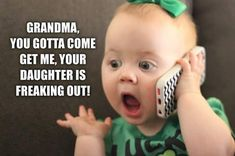 GRANDMA,
YOU GOTTA COME
GET ME, YOUR
DAUGHTER IS
FREAKING OUT!